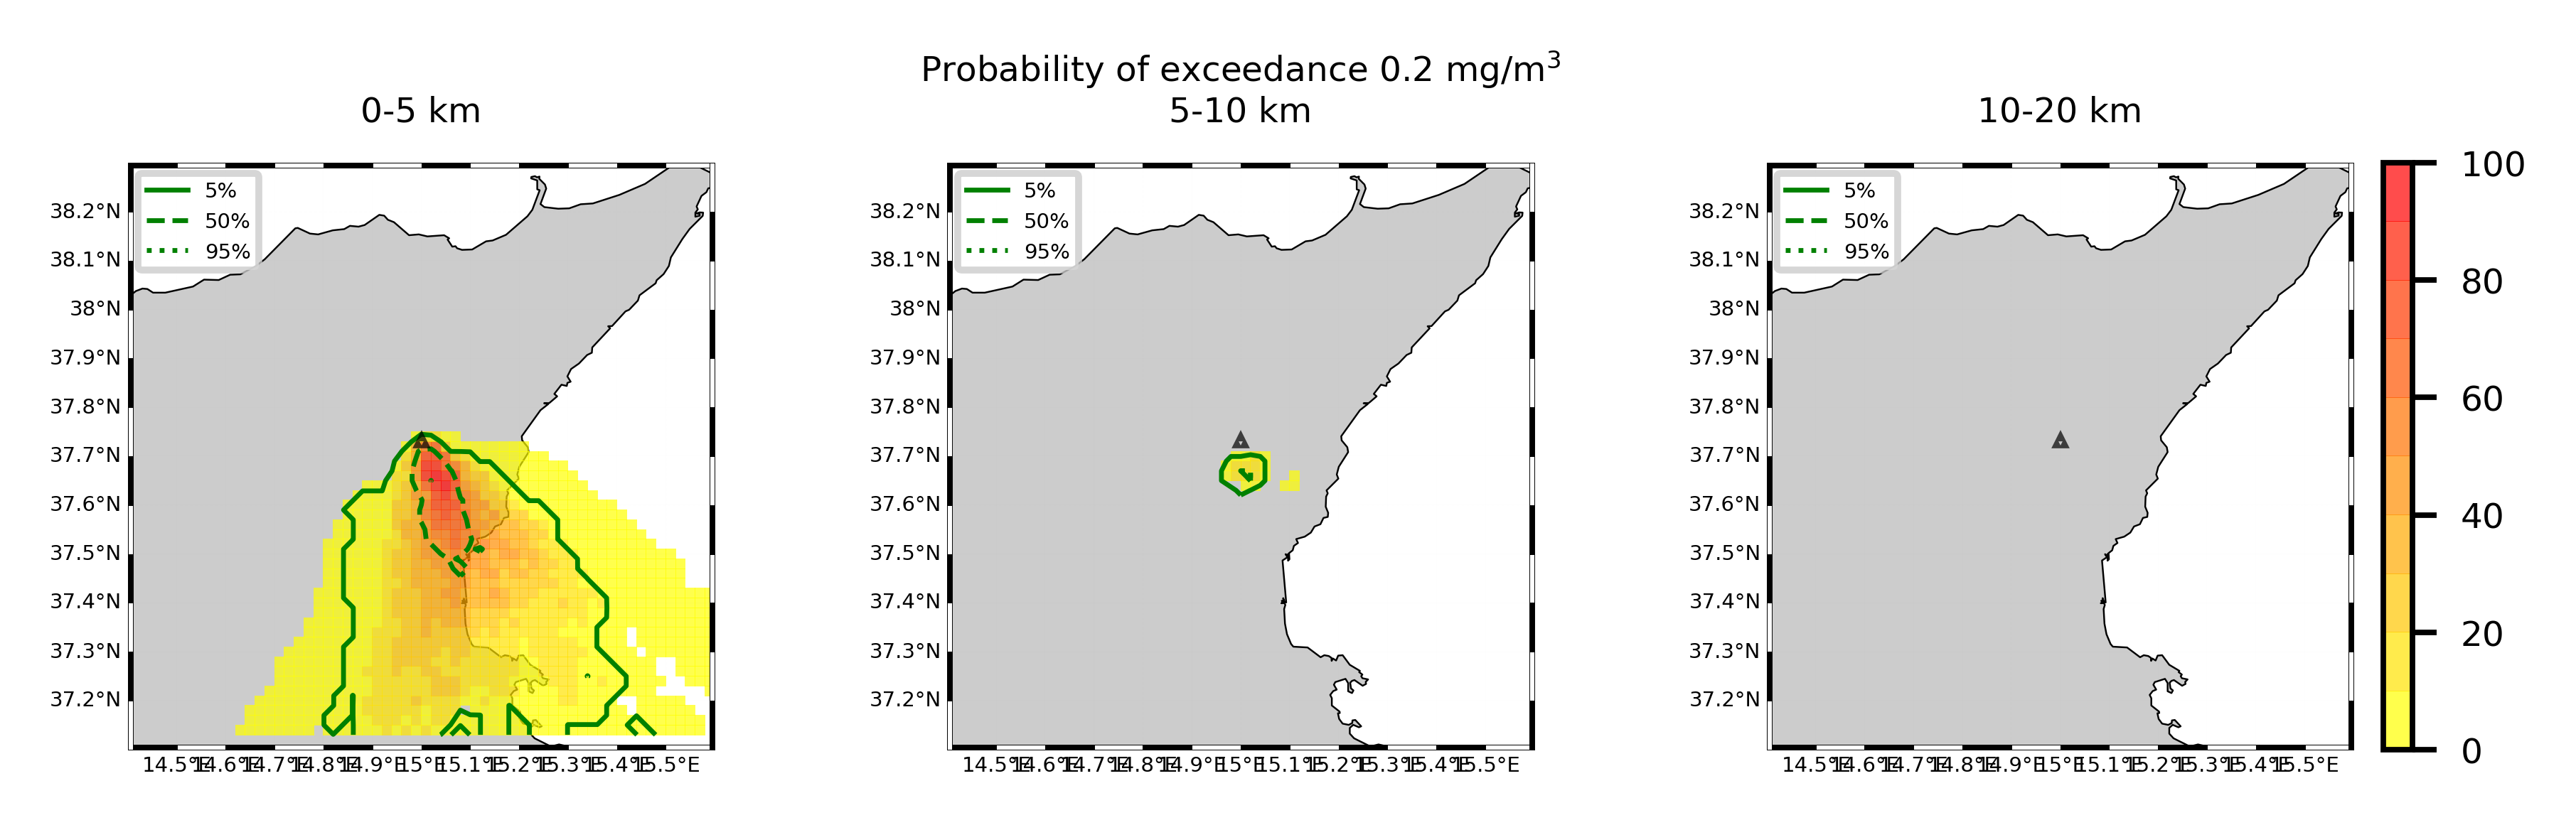 Probability of exceedance 0.2 mg/m³
0-5 km
5%
50%
95%
38.2°N
38.1°N
38°N
37.9°N
37.8°N
37.7°N
37.6°N
37.5°N
37.4°N
37.3°N
37.2°N
14.5°E 14.6°E 14.7°E 14.8°E 14.9°E 15°E 15.1°E 15.2°E 15.3°E 15.4°E 15.5°E
5-10 km
5%
50%
95%
38.2°N
38.1°N
38°N
37.9°N
37.8°N
37.7°N
37.6°N
37.5°N
37.4°N
37.3°N
37.2°N
14.5°E 14.6°E 14.7°E 14.8°E 14.9°E 15°E 15.1°E 15.2°E 15.3°E 15.4°E 15.5°E
10-20 km
5%
50%
95%
38.2°N
38.1°N
38°N
37.9°N
37.8°N
37.7°N
37.6°N
37.5°N
37.4°N
37.3°N
37.2°N
14.5°E 14.6°E 14.7°E 14.8°E 14.9°E 15°E 15.1°E 15.2°E 15.3°E 15.4°E 15.5°E
100
80
60
40
20
0